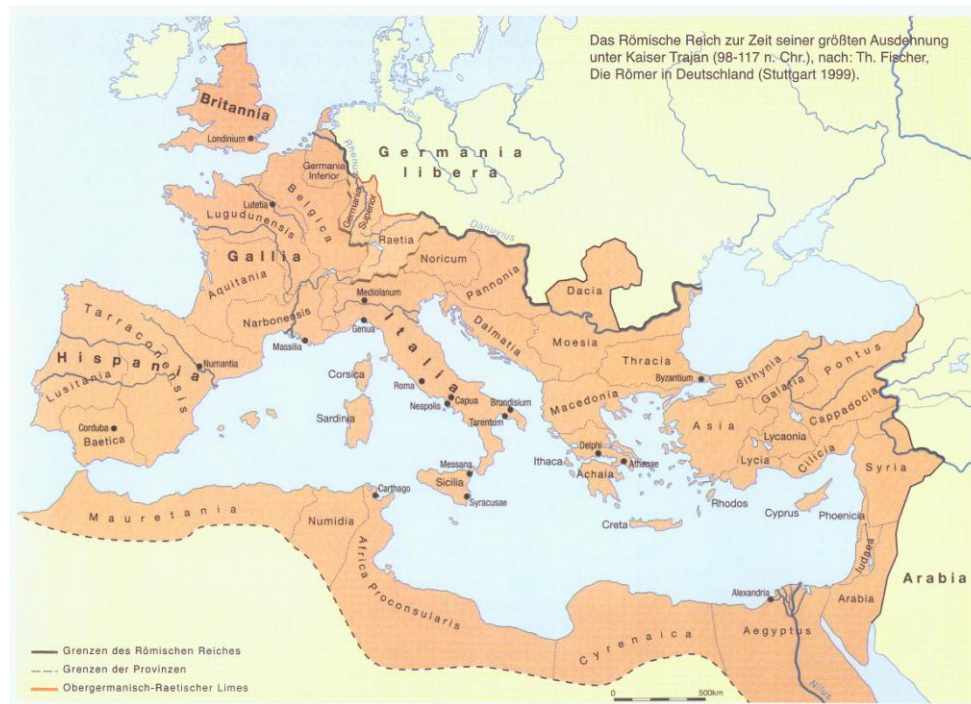 Das Römische Reich zur Zeit seiner größten Ausdehnung
unter Kaiser Trajan (98-117 n. Chr.), nach: Th. Fischer,
Die Römer in Deutschland (Stuttgart 1999).
Britannia
Londinium
Albis
Rhenus
Germania
libera
Germania
Inferior
Germania
Superior
Belgica
Lutetia
Lugudunensis
Gallia
Aquitania
Narbonensis
Massilia
Raetia
Noricum
Danuvius
Pannonia
Dacia
Mediolanum
Genua
Italia
Dalmatia
Moesia
Thracia
Byzantium
Macedonia
Bithynia
Pontus
Galatia
Cappadocia
Asia
Lycaonia
Lycia
Cilicia
Syria
Tarraconensis
Hispania
Numantia
Lusitania
Corduba
Baetica
Corsica
Sardinia
Roma
Neapolis
Capua
Brundisium
Tarentum
Messana
Sicilia
Syracusae
Ithaca
Delphi
Athenae
Achaia
Creta
Rhodos
Cyprus
Phoenicia
Judaea
Arabia
Arabia
Carthago
Mauretania
Numidia
Africa Proconsularis
Cyrenaica
Alexandria
Aegyptus
Nilus
Grenzen des Römischen Reiches
Grenzen der Provinzen
Obergermanisch-Raetischer Limes
0 500km